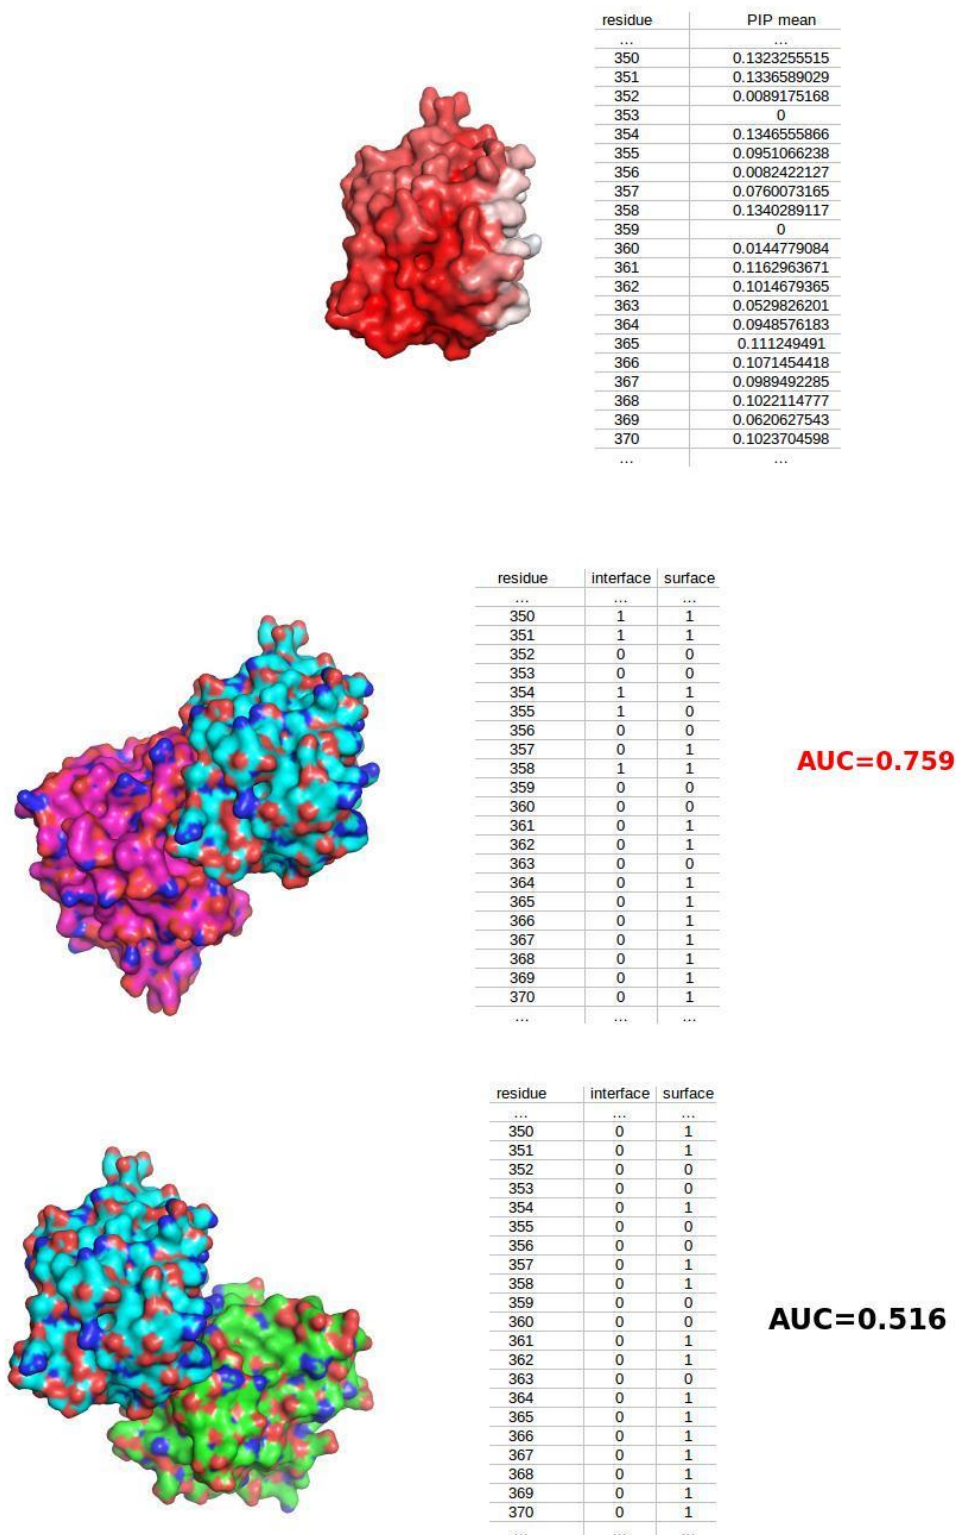 residue PIP mean
... ...
350 0.1323255515
351 0.1336589029
352 0.0089175168
353 0
354 0.1346555866
355 0.0951066238
356 0.0082422127
357 0.0760073165
358 0.1340289117
359 0
360 0.0144779084
361 0.1162963671
362 0.1014679365
363 0.0529826201
364 0.0948576183
365 0.111249491
366 0.1071454418
367 0.0989492285
368 0.1022114777
369 0.0620627543
370 0.1023704598
... ...
residue interface surface
... ... ...
350 1 1
351 1 1
352 0 0
353 0 0
354 1 1
355 1 0
356 0 0
357 0 1
358 1 1
359 0 0
360 0 0
361 0 1
362 0 1
363 0 0
364 0 1
365 0 1
366 0 1
367 0 1
368 0 1
369 0 1
370 0 1
... ... ...
AUC=0.759
residue interface surface
... ... ...
350 0 1
351 0 1
352 0 0
353 0 0
354 0 1
355 0 0
356 0 0
357 0 1
358 0 1
359 0 0
360 0 0
361 0 1
362 0 1
363 0 0
364 0 1
365 0 1
366 0 1
367 0 1
368 0 1
369 0 1
370 0 1
... ... ...
AUC=0.516